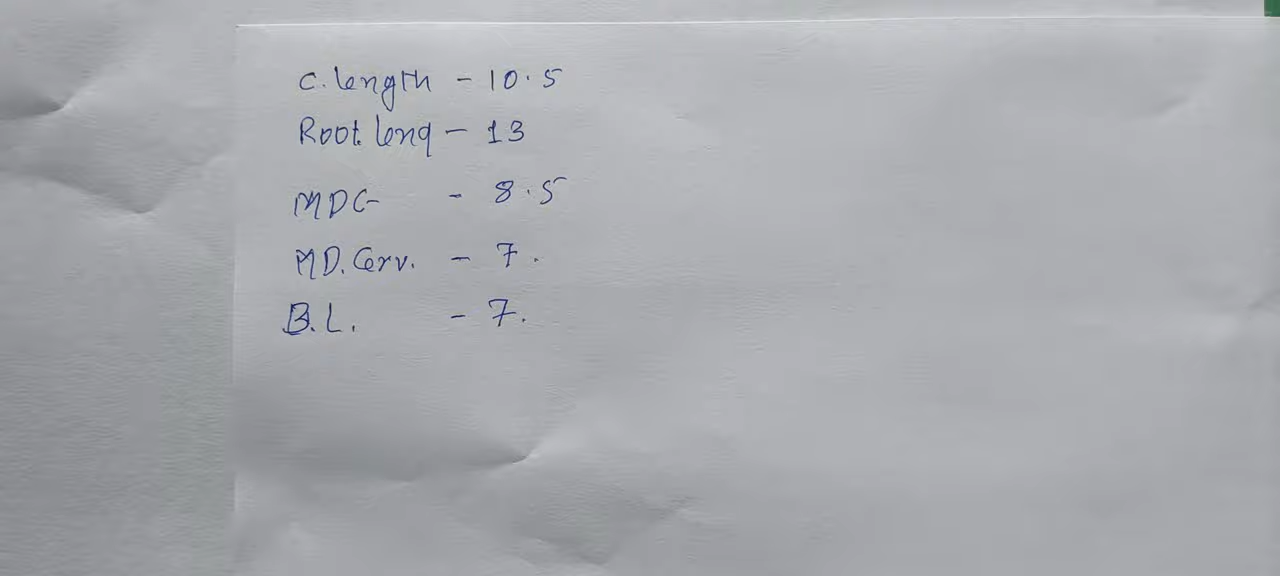 C. length - 10.5
Root. leng - 13
MDC - 8.5
MD. Cerv. - 7.
B.L. - 7.